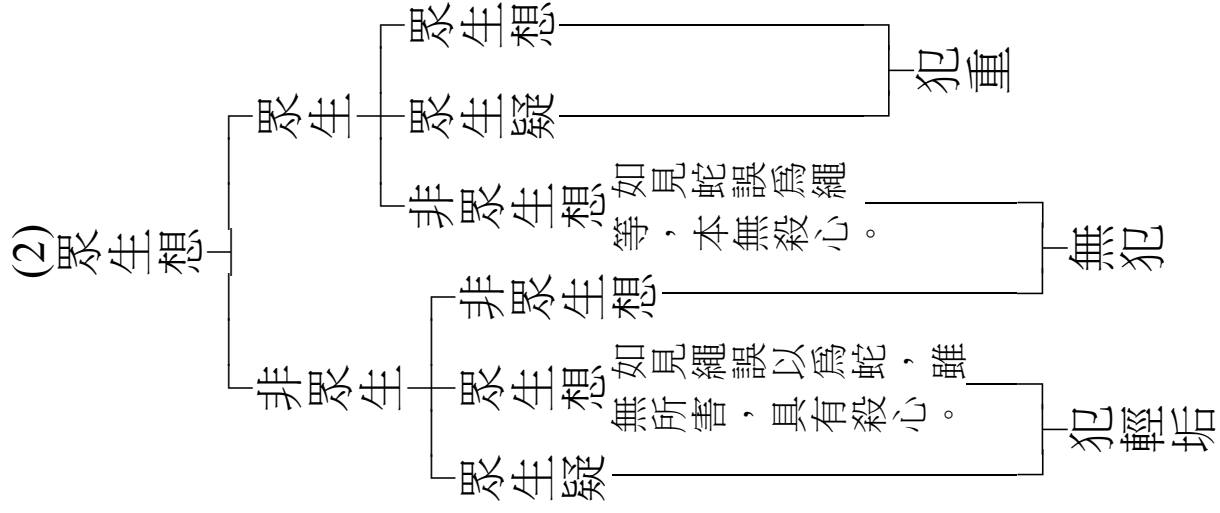 (2)眾生想
眾生
眾生想
眾生疑
犯重
非眾生想
如見蛇誤為繩
等，本無殺心。
非眾生
非眾生想
無犯
眾生想
如見繩誤以為蛇，雖
無所害，具有殺心。
眾生疑
犯輕垢